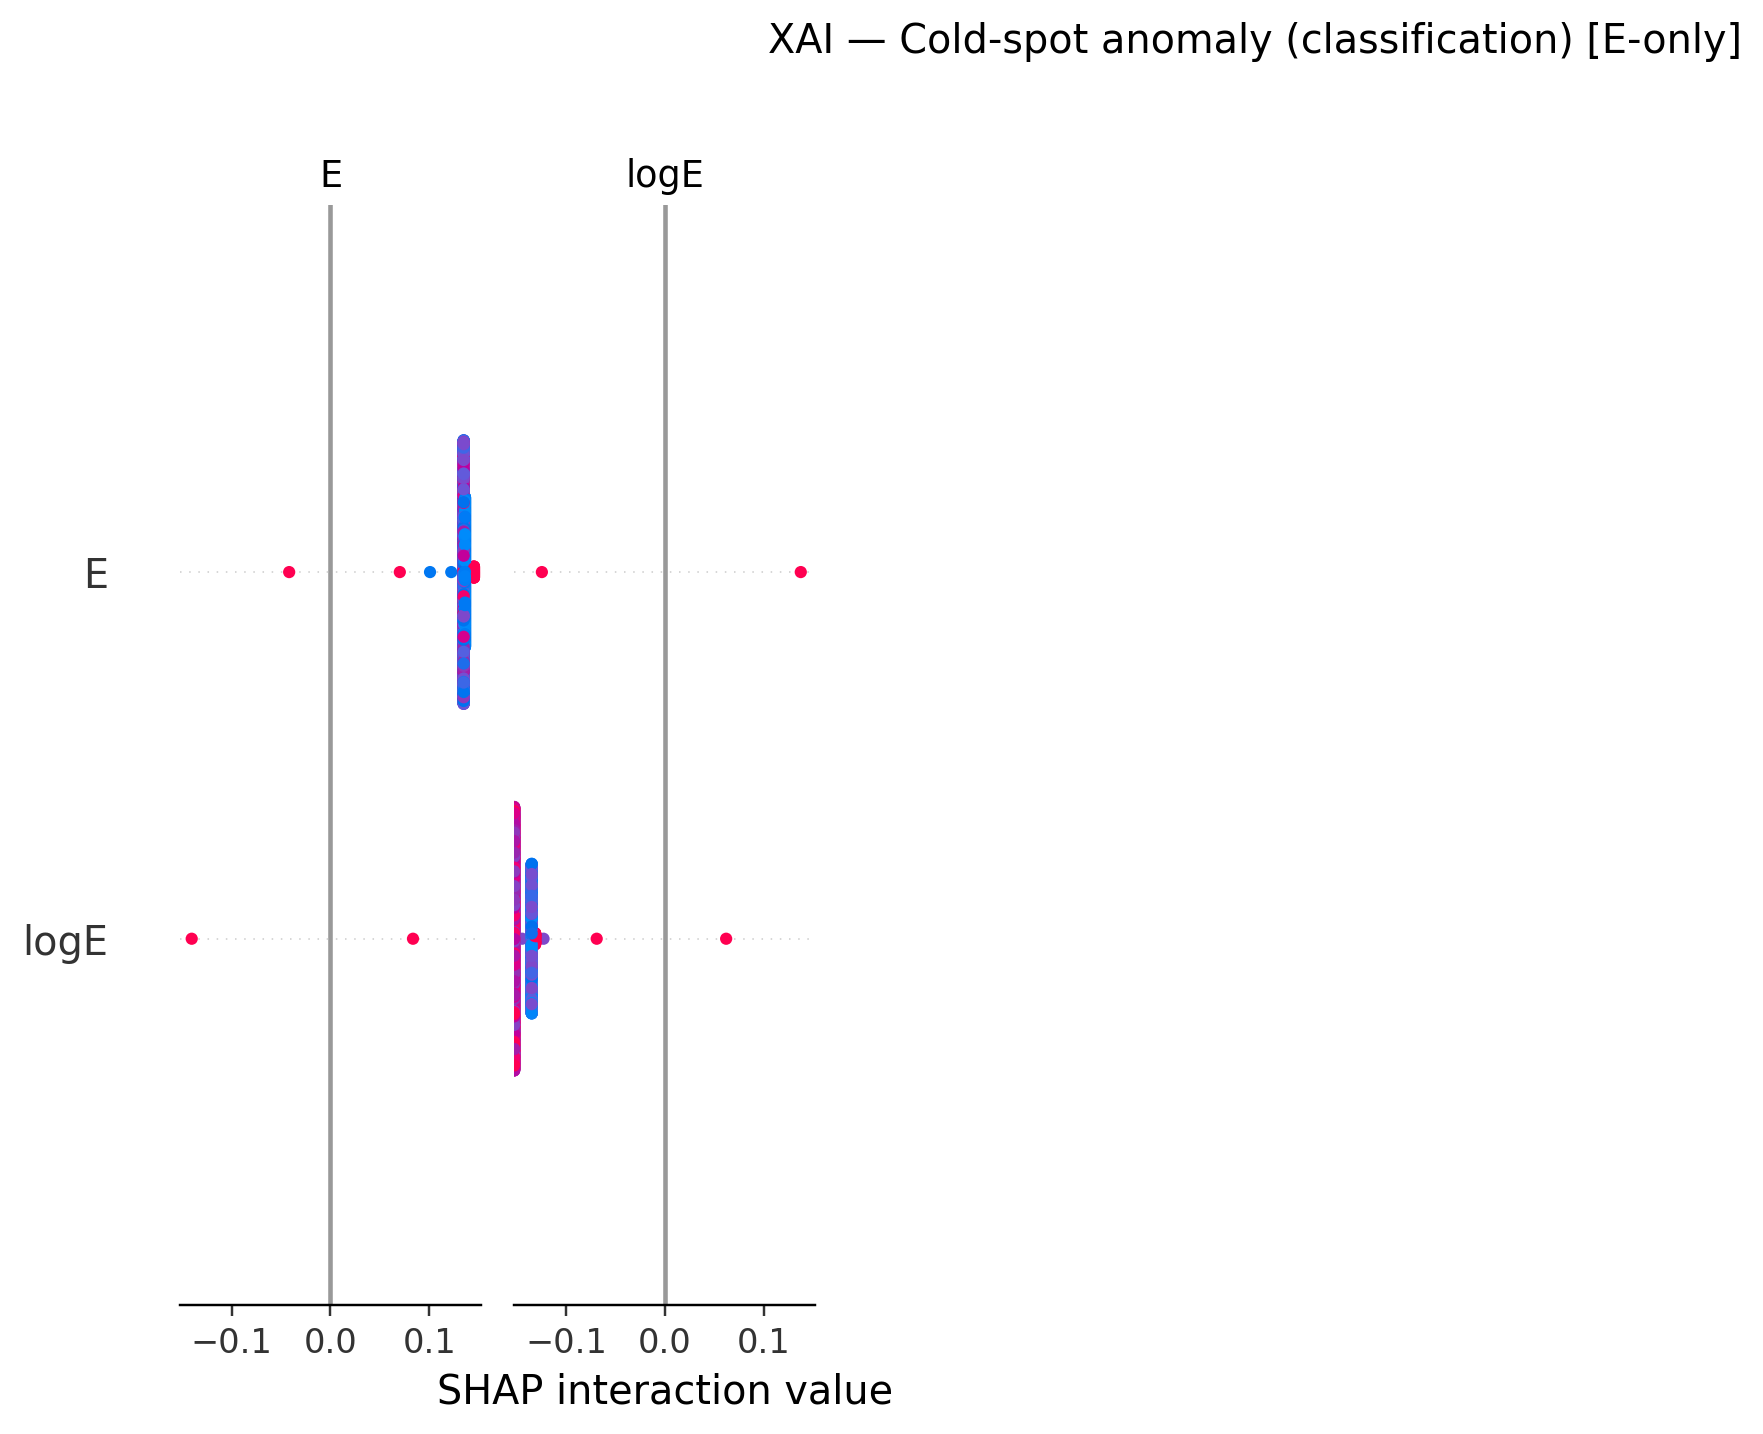 XAI — Cold-spot anomaly (classification) [E-only]
E logE
E
logE
−0.1 0.0 0.1 −0.1 0.0 0.1
SHAP interaction value